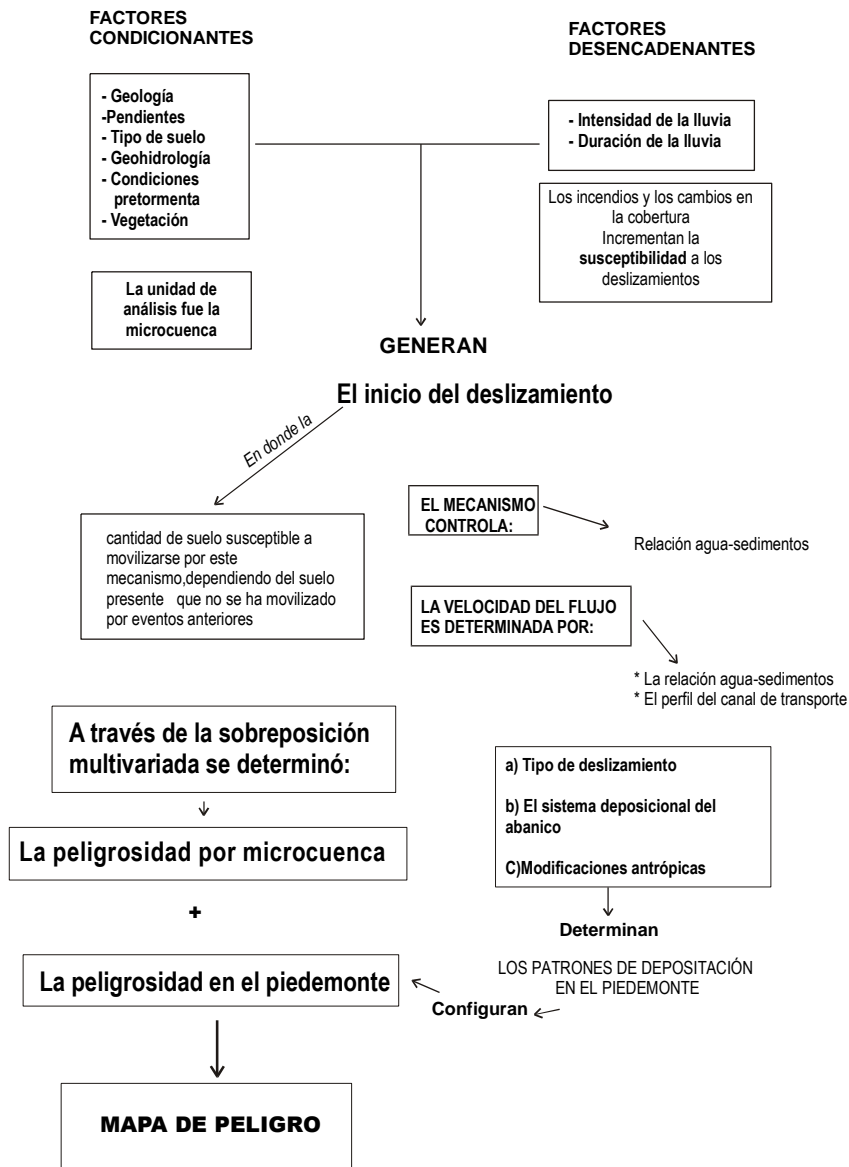 FACTORES
CONDICIONANTES
FACTORES
DESENCADENANTES
- Geología
-Pendientes
- Tipo de suelo
- Geohidrología
- Condiciones
pretormenta
- Vegetación
- Intensidad de la lluvia
- Duración de la lluvia
Los incendios y los cambios en
la cobertura
Incrementan la
susceptibilidad a los
deslizamientos
La unidad de
análisis fue la
microcuenca
GENERAN
El inicio del deslizamiento
En donde la
cantidad de suelo susceptible a
movilizarse por este
mecanismo,dependiendo del suelo
presente que no se ha movilizado
por eventos anteriores
EL MECANISMO
CONTROLA:
Relación agua-sedimentos
LA VELOCIDAD DEL FLUJO
ES DETERMINADA POR:
* La relación agua-sedimentos
* El perfil del canal de transporte
A través de la sobreposición
multivariada se determinó:
La peligrosidad por microcuenca
+
La peligrosidad en el piedemonte
a) Tipo de deslizamiento
b) El sistema deposicional del
abanico
C)Modificaciones antrópicas
Determinan
LOS PATRONES DE DEPOSITACIÓN
EN EL PIEDEMONTE
Configuran
MAPA DE PELIGRO